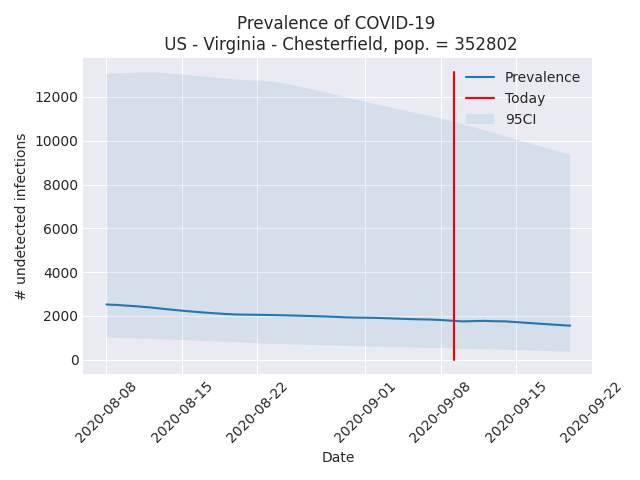 Prevalence of COVID-19
US - Virginia - Chesterfield, pop. = 352802
Prevalence
Today
95CI
# undetected infections
12000
10000
8000
6000
4000
2000
0
2020-08-08
2020-08-15
2020-08-22
2020-09-01
2020-09-08
2020-09-15
2020-09-22
Date